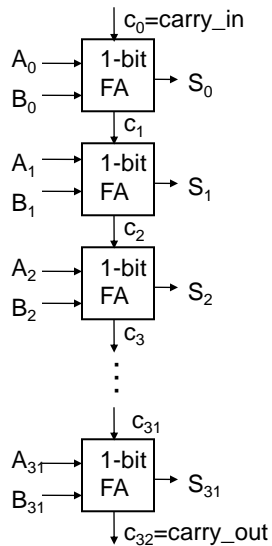 c₀=carry_in
A₀ 1-bit S₀
B₀ FA
c₁
A₁ 1-bit S₁
B₁ FA
c₂
A₂ 1-bit S₂
B₂ FA
c₃
⋮
c₃₁
A₃₁ 1-bit S₃₁
B₃₁ FA
c₃₂=carry_out